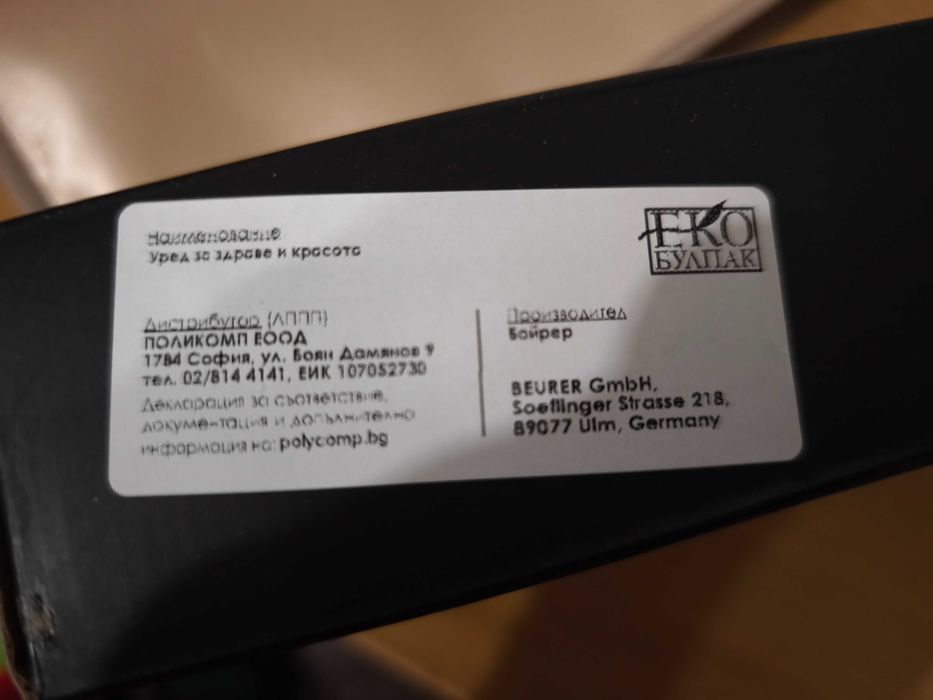 Наименование
Уред за здраве и красота
ЕКО
БУЛПАК
Дистрибутор (ЛППП)
ПОЛИКОМП ЕООД
1784 София, ул. Боян Дамянов 9
тел. 02/814 4141, ЕИК 107052730
Декларация за съответствие,
документация и допълнителна
информация на: polycomp.bg
Производител
Бойрер
BEURER GmbH,
Soeflinger Strasse 218,
89077 Ulm, Germany